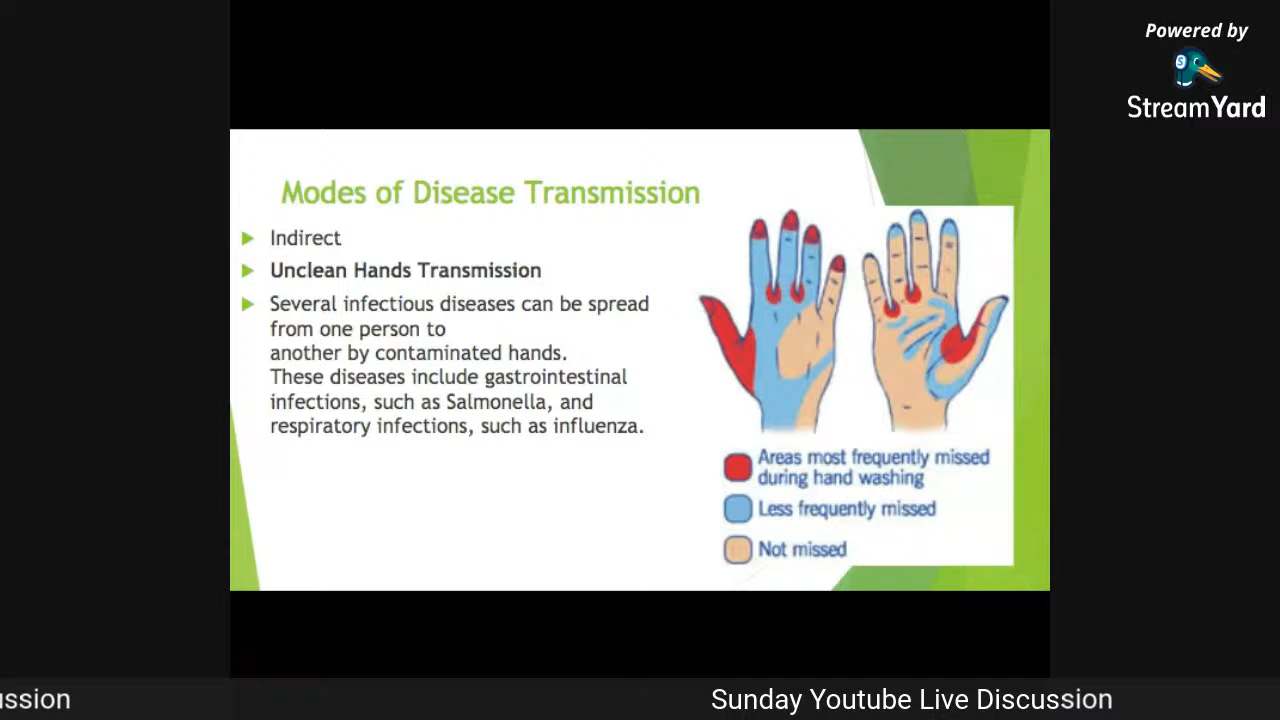 Powered by
StreamYard
Modes of Disease Transmission
Indirect
Unclean Hands Transmission
Several infectious diseases can be spread
from one person to
another by contaminated hands.
These diseases include gastrointestinal
infections, such as Salmonella, and
respiratory infections, such as influenza.
Areas most frequently missed
during hand washing
Less frequently missed
Not missed
ussion
Sunday Youtube Live Discussion